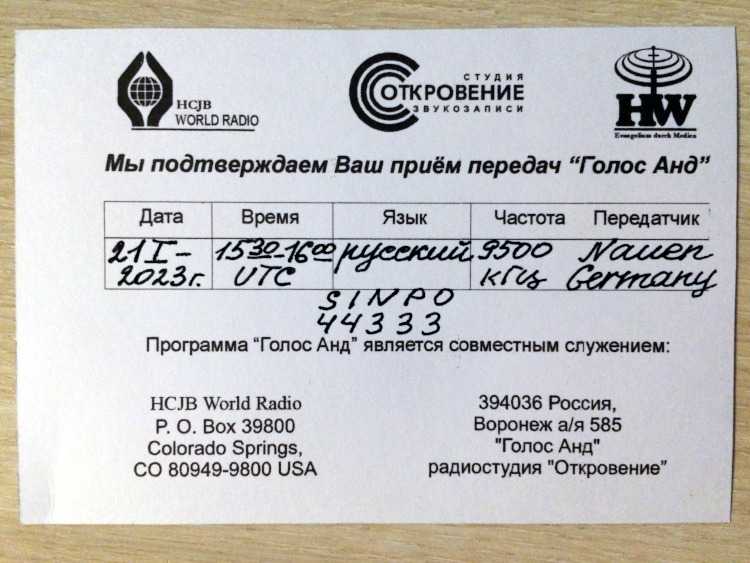 HCJB
WORLD RADIO
СТУДИЯ
ОТКРОВЕНИЕ
ЗВУКОЗАПИСИ
HW
Evangelium durch Medien
Мы подтверждаем Ваш приём передач “Голос Анд”
Дата Время Язык Частота Передатчик
21 I- 15 30-16 00 русский 9500 Nauen
2023г. UTC кГц Germany
SINPO
44333
Программа “Голос Анд” является совместным служением:
HCJB World Radio
P. O. Box 39800
Colorado Springs,
CO 80949-9800 USA
394036 Россия,
Воронеж а/я 585
"Голос Анд"
радиостудия "Откровение”